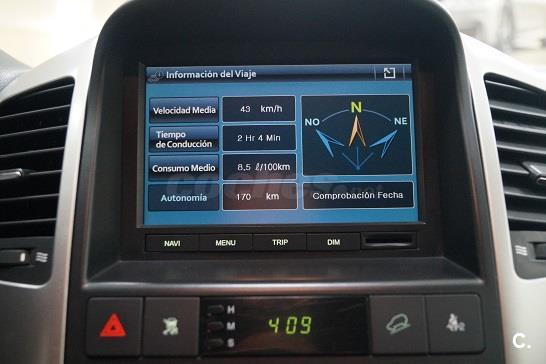 Información del Viaje
Velocidad Media 43 km/h
Tiempo de Conducción 2 Hr 4 Min
Consumo Medio 8,5 ℓ/100km
Autonomía 170 km
NO N NE
Comprobación Fecha
NAVI MENU TRIP DIM
H
M
S
4:09
C.